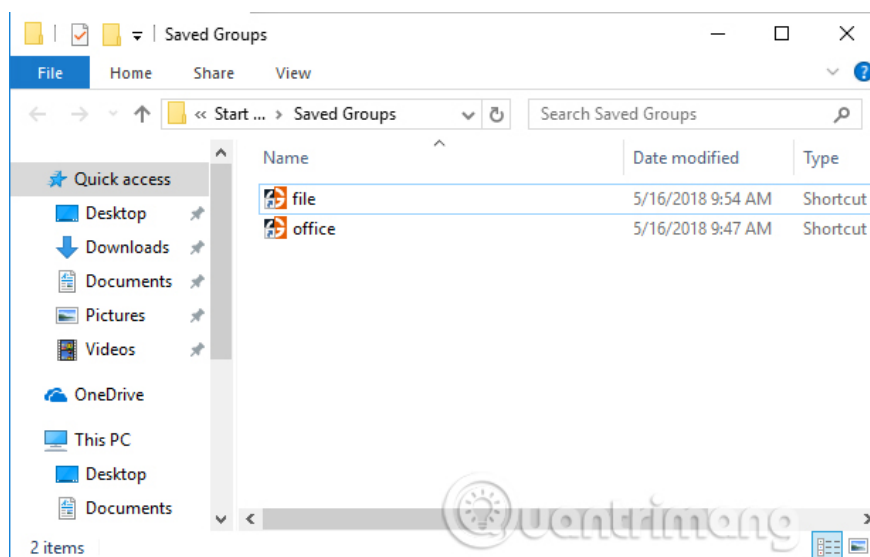 Saved Groups
File Home Share View
« Start ... › Saved Groups Search Saved Groups
Name Date modified Type
Quick access
file 5/16/2018 9:54 AM Shortcut
Desktop
office 5/16/2018 9:47 AM Shortcut
Downloads
Documents
Pictures
Videos
OneDrive
This PC
Desktop
Documents
2 items
Quantrimang